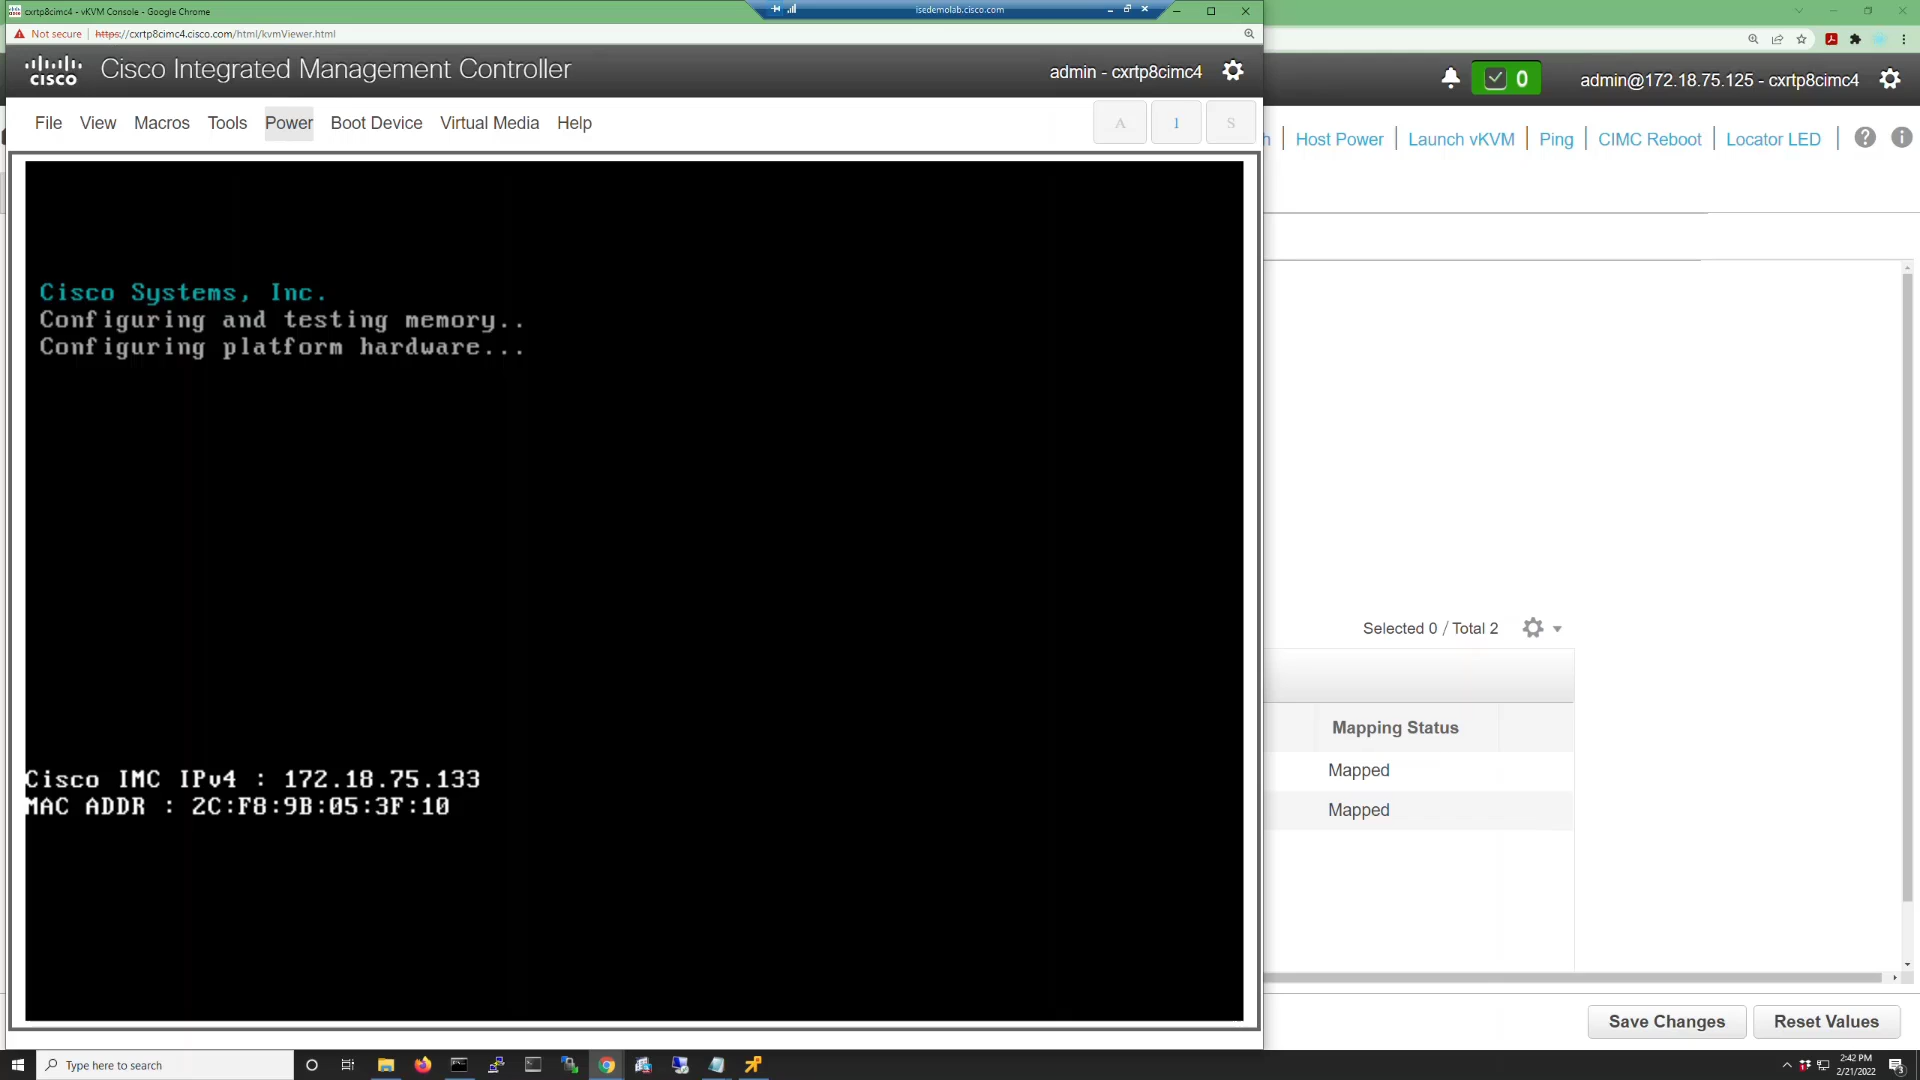 cxrtp8cimc4 - vKVM Console - Google Chrome
isedemolab.cisco.com
Not secure
https://cxrtp8cimc4.cisco.com/html/kvmViewer.html
cisco
Cisco Integrated Management Controller
admin - cxrtp8cimc4
0
admin@172.18.75.125 - cxrtp8cimc4
File
View
Macros
Tools
Power
Boot Device
Virtual Media
Help
A
1
S
h
Host Power
Launch vKVM
Ping
CIMC Reboot
Locator LED
Cisco Systems, Inc.
Configuring and testing memory..
Configuring platform hardware...
Selected 0 / Total 2
Mapping Status
Mapped
Mapped
Cisco IMC IPv4 : 172.18.75.133
MAC ADDR : 2C:F8:9B:05:3F:10
Save Changes
Reset Values
Type here to search
2:42 PM
2/21/2022
3